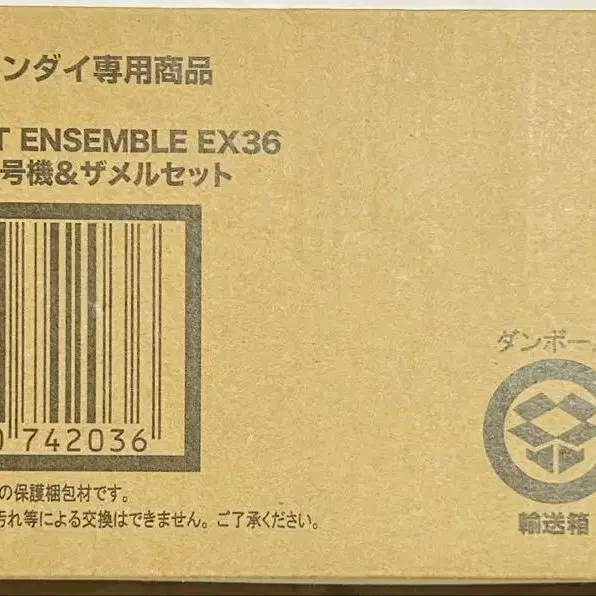 ンダイ専用商品
T ENSEMBLE EX36
号機&ザメルセット
0 742036
の保護梱包材です。
汚れ等による交換はできません。ご了承ください。
ダンボー
輸送箱